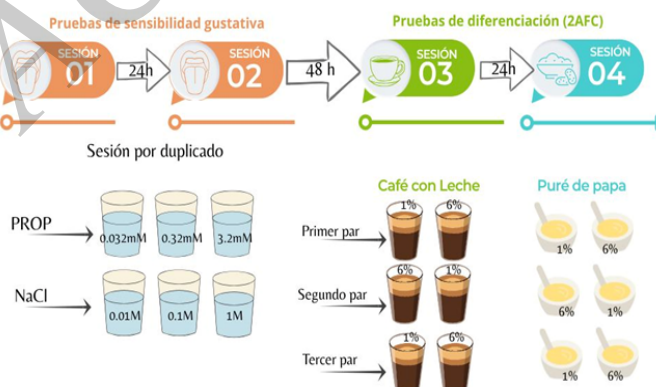 Pruebas de sensibilidad gustativa
Pruebas de diferenciación (2AFC)
SESIÓN
01
24h
SESIÓN
02
48 h
SESIÓN
03
24h
SESIÓN
04
Sesión por duplicado
PROP
0.032mM
0.32mM
3.2mM
NaCl
0.01M
0.1M
1M
Café con Leche
Puré de papa
Primer par
1%
6%
1%
6%
Segundo par
6%
1%
6%
1%
Tercer par
1%
6%
1%
6%